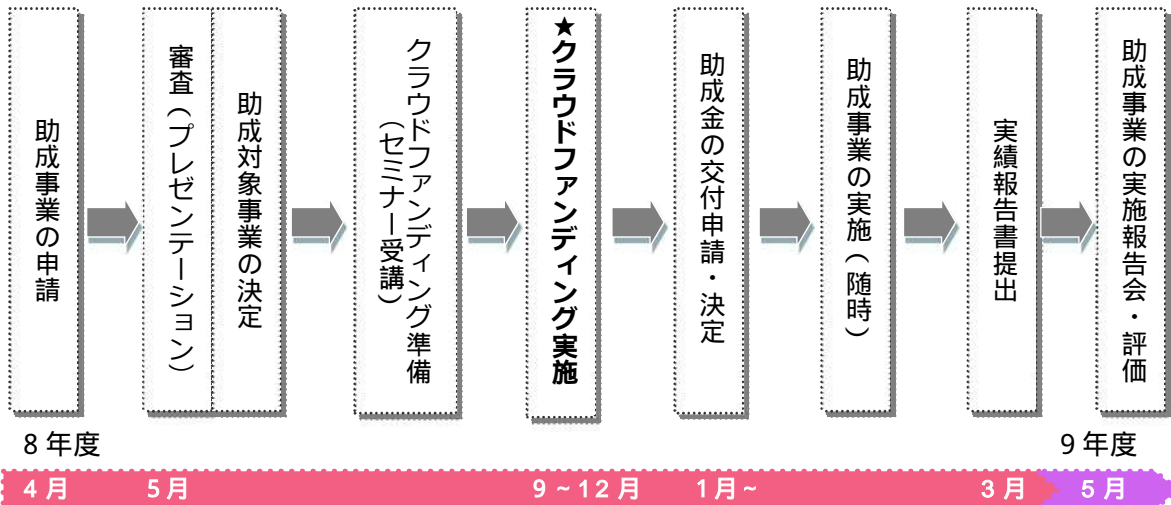 助成事業の申請
審査（プレゼンテーション）
助成対象事業の決定
クラウドファンディング準備
（セミナー受講）
★クラウドファンディング実施
助成金の交付申請・決定
助成事業の実施（随時）
実績報告書提出
助成事業の実施報告会・評価
8年度
9年度
4月
5月
9~12月
1月~
3月
5月